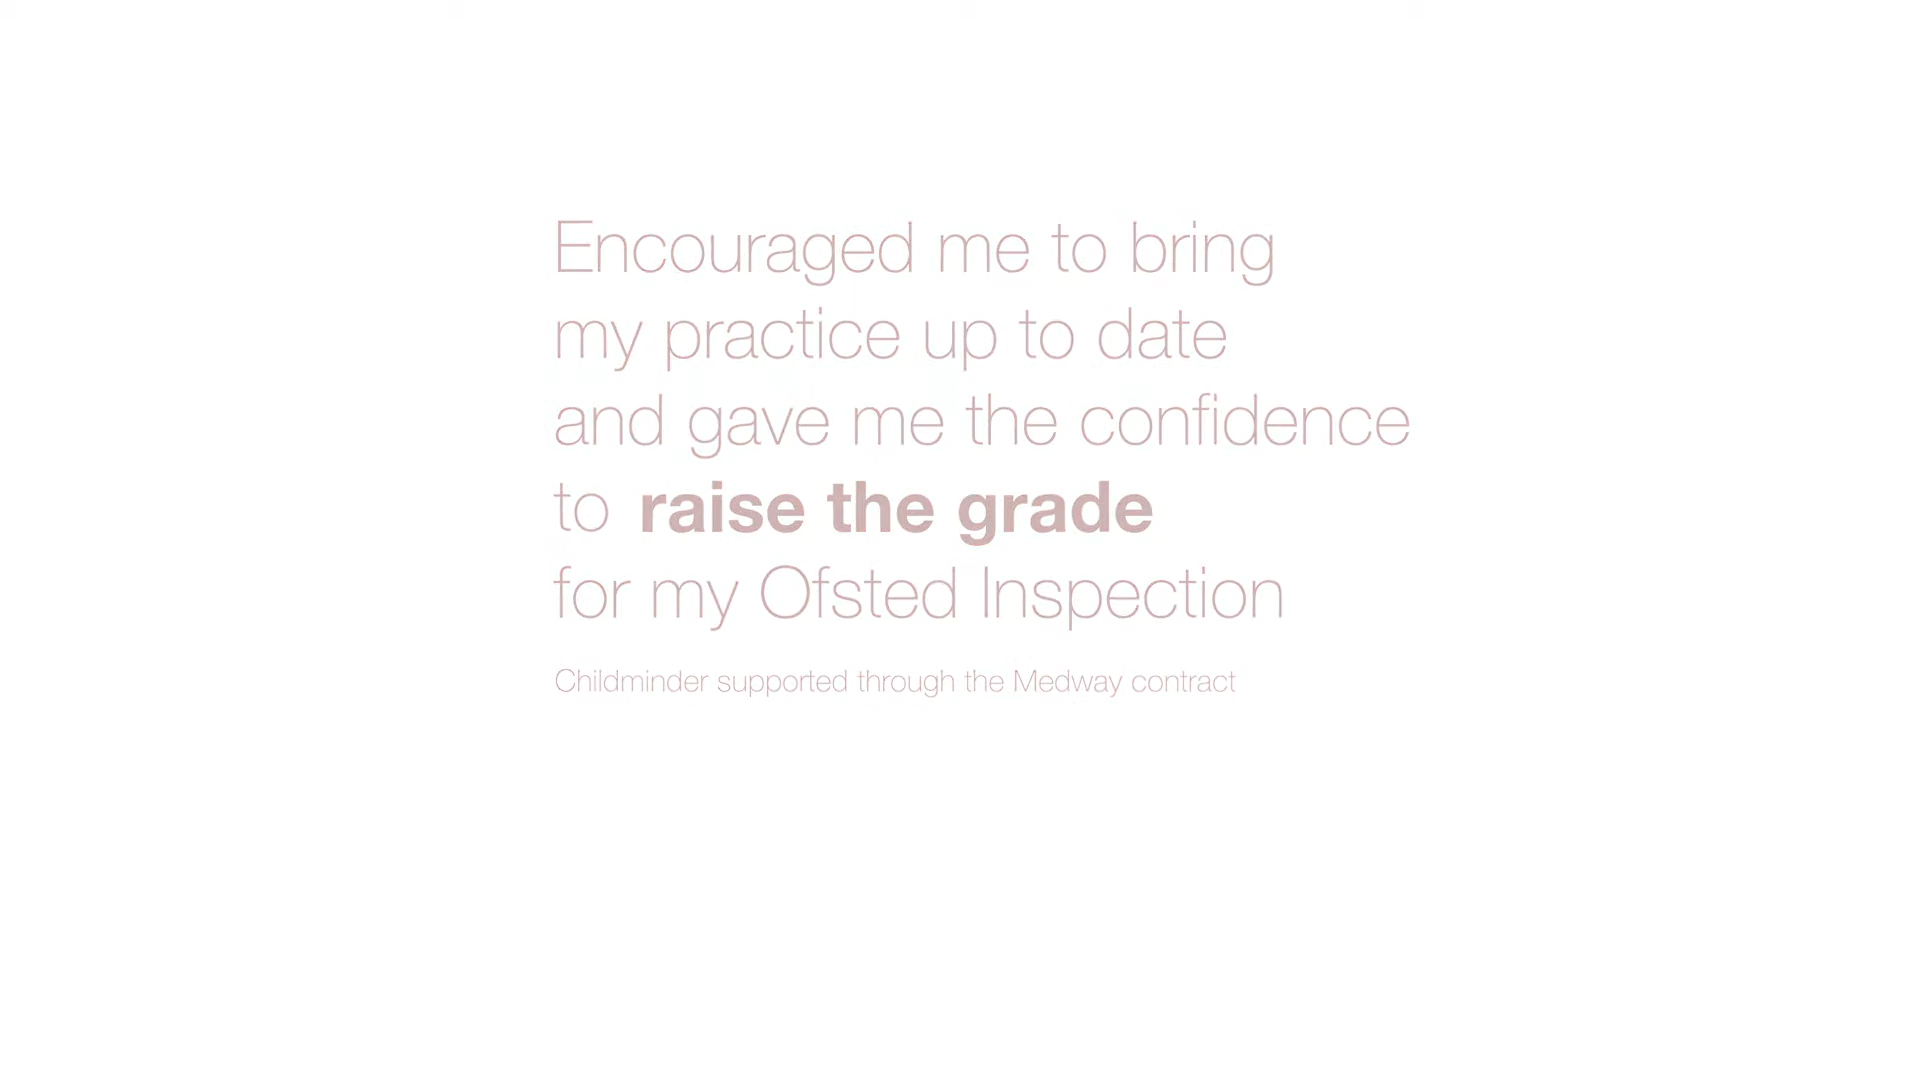 Encouraged me to bring
my practice up to date
and gave me the confidence
to raise the grade
for my Ofsted Inspection
Childminder supported through the Medway contract